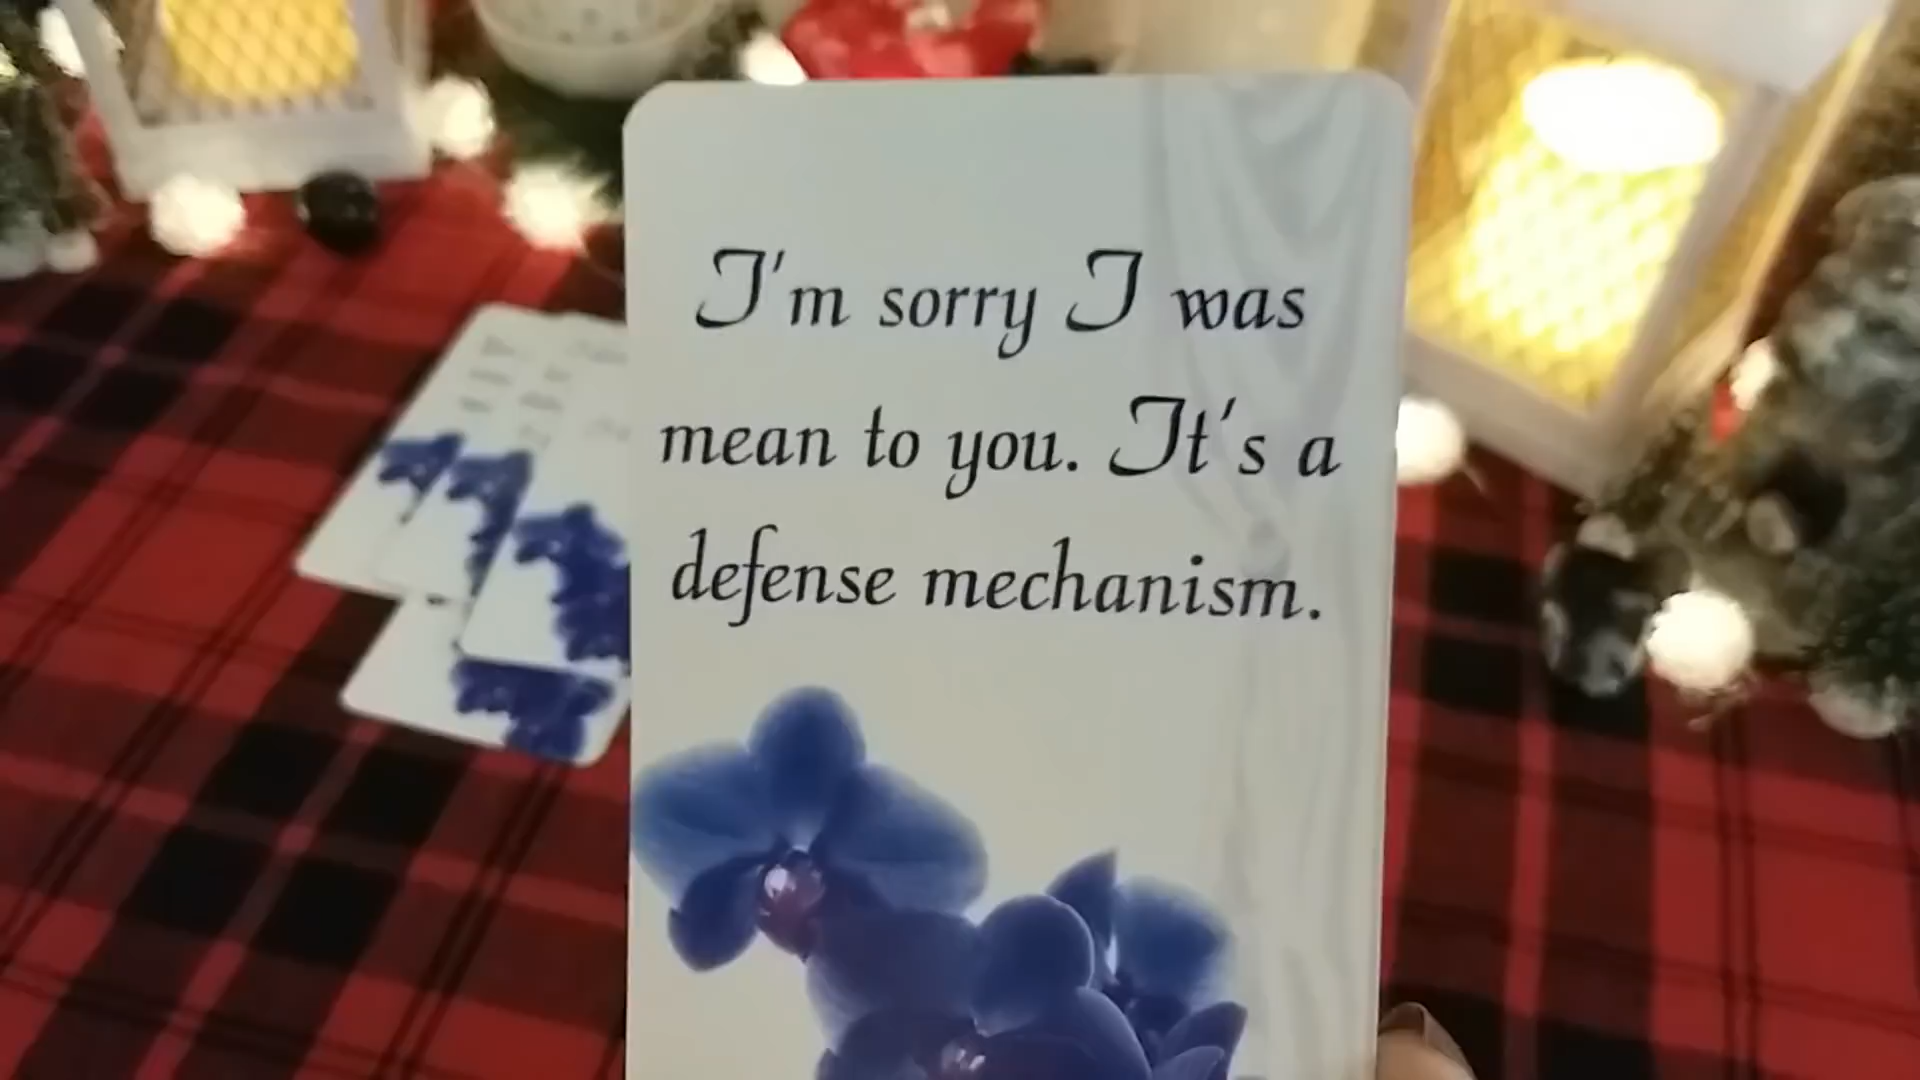 I'm sorry I was
mean to you. It's a
defense mechanism.